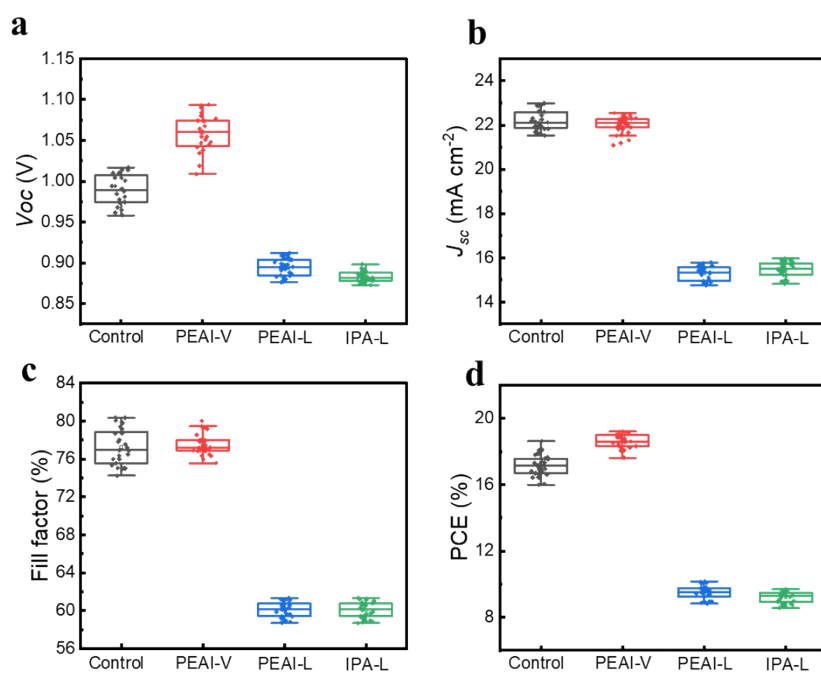 a
Voc (V)
1.15
1.10
1.05
1.00
0.95
0.90
0.85
Control PEAI-V PEAI-L IPA-L
b
Jsc (mA cm-2)
22
20
18
16
14
Control PEAI-V PEAI-L IPA-L
c
Fill factor (%)
84
80
76
72
68
64
60
56
Control PEAI-V PEAI-L IPA-L
d
PCE (%)
20
16
12
8
Control PEAI-V PEAI-L IPA-L